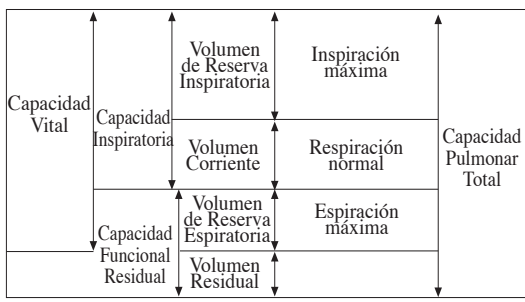 Capacidad
Vital
Capacidad
Inspiratoria
Volumen
de Reserva
Inspiratoria
Inspiración
máxima
Volumen
Corriente
Respiración
normal
Capacidad
Pulmonar
Total
Capacidad
Funcional
Residual
Volumen
de Reserva
Espiratoria
Espiración
máxima
Volumen
Residual